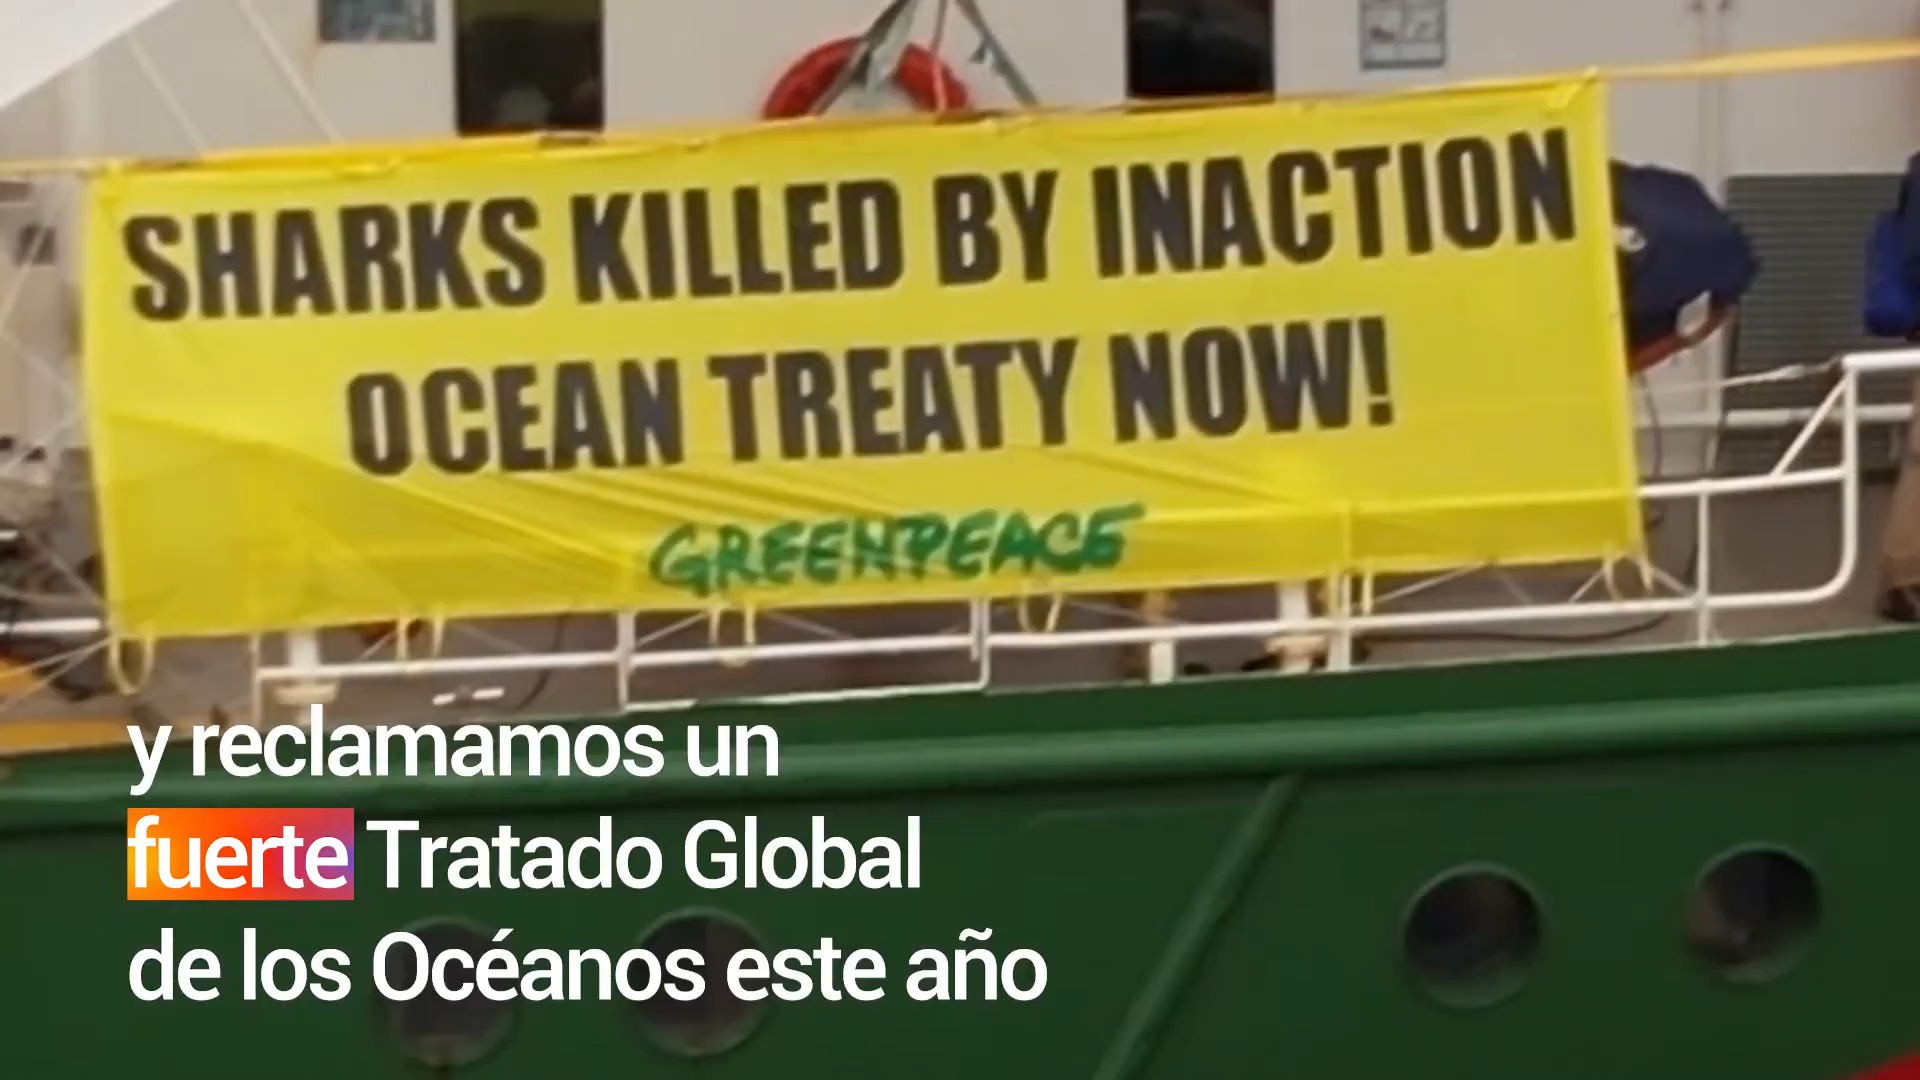 SHARKS KILLED BY INACTION
OCEAN TREATY NOW!
GREENPEACE
y reclamamos un
fuerte Tratado Global
de los Océanos este año